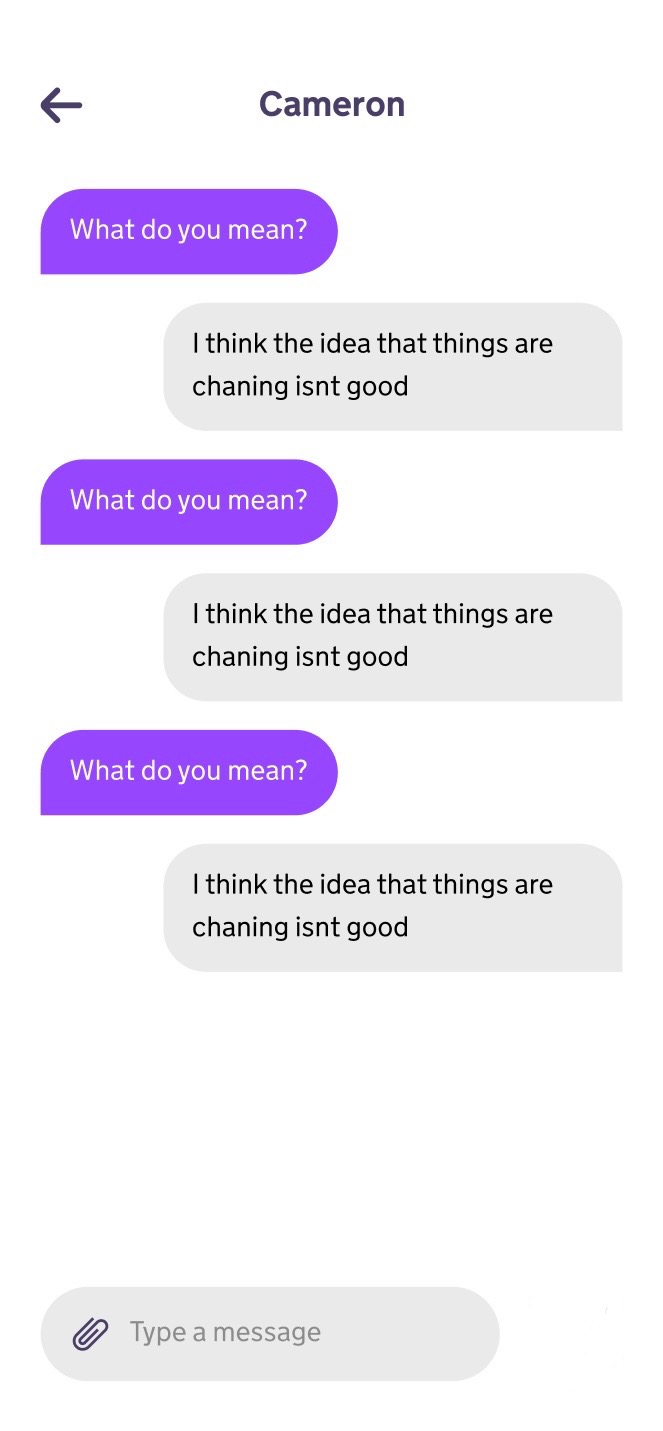 Cameron
What do you mean?
I think the idea that things are
chaning isnt good
What do you mean?
I think the idea that things are
chaning isnt good
What do you mean?
I think the idea that things are
chaning isnt good
Type a message